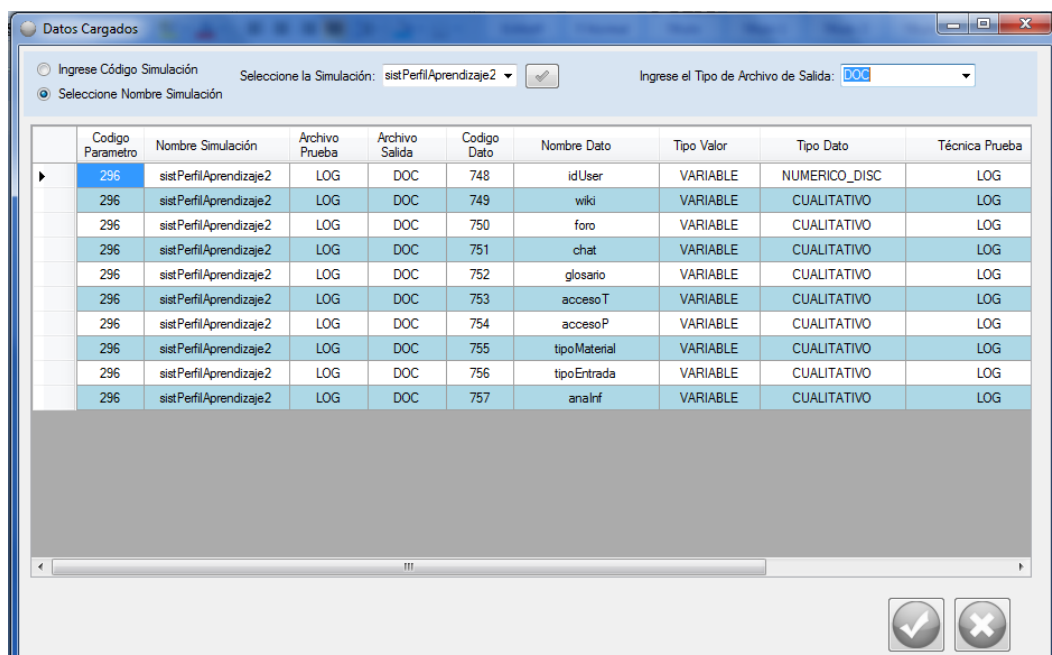 Datos Cargados
Ingrese Código Simulación
Seleccione Nombre Simulación
Seleccione la Simulación: sistPerfilAprendizaje2
Ingrese el Tipo de Archivo de Salida: DOC
Codigo Parametro Nombre Simulación Archivo Prueba Archivo Salida Codigo Dato Nombre Dato Tipo Valor Tipo Dato Técnica Prueba
296 sistPerfilAprendizaje2 LOG DOC 748 idUser VARIABLE NUMERICO_DISC LOG
296 sistPerfilAprendizaje2 LOG DOC 749 wiki VARIABLE CUALITATIVO LOG
296 sistPerfilAprendizaje2 LOG DOC 750 foro VARIABLE CUALITATIVO LOG
296 sistPerfilAprendizaje2 LOG DOC 751 chat VARIABLE CUALITATIVO LOG
296 sistPerfilAprendizaje2 LOG DOC 752 glosario VARIABLE CUALITATIVO LOG
296 sistPerfilAprendizaje2 LOG DOC 753 accesoT VARIABLE CUALITATIVO LOG
296 sistPerfilAprendizaje2 LOG DOC 754 accesoP VARIABLE CUALITATIVO LOG
296 sistPerfilAprendizaje2 LOG DOC 755 tipoMaterial VARIABLE CUALITATIVO LOG
296 sistPerfilAprendizaje2 LOG DOC 756 tipoEntrada VARIABLE CUALITATIVO LOG
296 sistPerfilAprendizaje2 LOG DOC 757 anaInf VARIABLE CUALITATIVO LOG